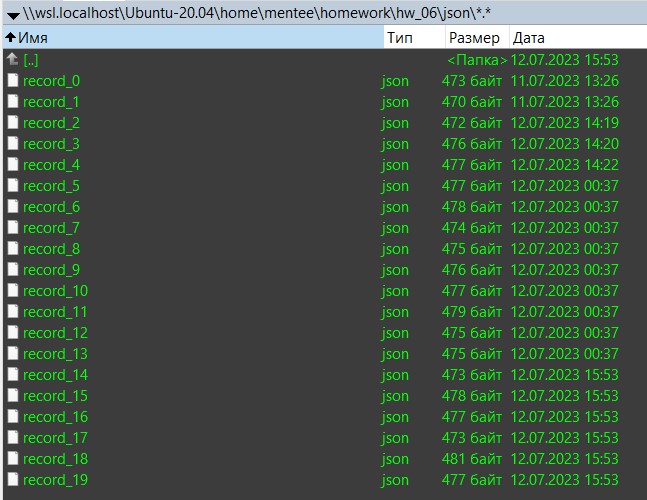 \\wsl.localhost\Ubuntu-20.04\home\mentee\homework\hw_06\json\*.*
Имя Тип Размер Дата
[..] <Папка> 12.07.2023 15:53
record_0 json 473 байт 11.07.2023 13:26
record_1 json 470 байт 11.07.2023 13:26
record_2 json 472 байт 12.07.2023 14:19
record_3 json 476 байт 12.07.2023 14:20
record_4 json 477 байт 12.07.2023 14:22
record_5 json 477 байт 12.07.2023 00:37
record_6 json 478 байт 12.07.2023 00:37
record_7 json 474 байт 12.07.2023 00:37
record_8 json 475 байт 12.07.2023 00:37
record_9 json 476 байт 12.07.2023 00:37
record_10 json 477 байт 12.07.2023 00:37
record_11 json 479 байт 12.07.2023 00:37
record_12 json 475 байт 12.07.2023 00:37
record_13 json 475 байт 12.07.2023 00:37
record_14 json 473 байт 12.07.2023 15:53
record_15 json 478 байт 12.07.2023 15:53
record_16 json 477 байт 12.07.2023 15:53
record_17 json 473 байт 12.07.2023 15:53
record_18 json 481 байт 12.07.2023 15:53
record_19 json 477 байт 12.07.2023 15:53